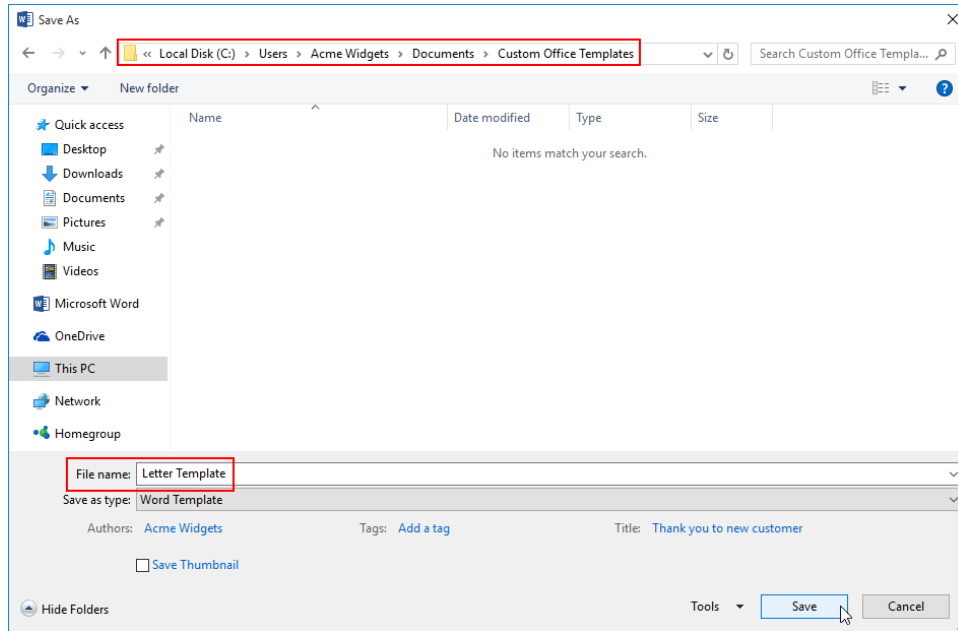 Save As
« Local Disk (C:) › Users › Acme Widgets › Documents › Custom Office Templates
Search Custom Office Templa...
Organize New folder
?
Name Date modified Type Size
No items match your search.
Quick access
Desktop
Downloads
Documents
Pictures
Music
Videos
Microsoft Word
OneDrive
This PC
Network
Homegroup
File name: Letter Template
Save as type: Word Template
Authors: Acme Widgets Tags: Add a tag Title: Thank you to new customer
Save Thumbnail
Hide Folders Tools Save Cancel